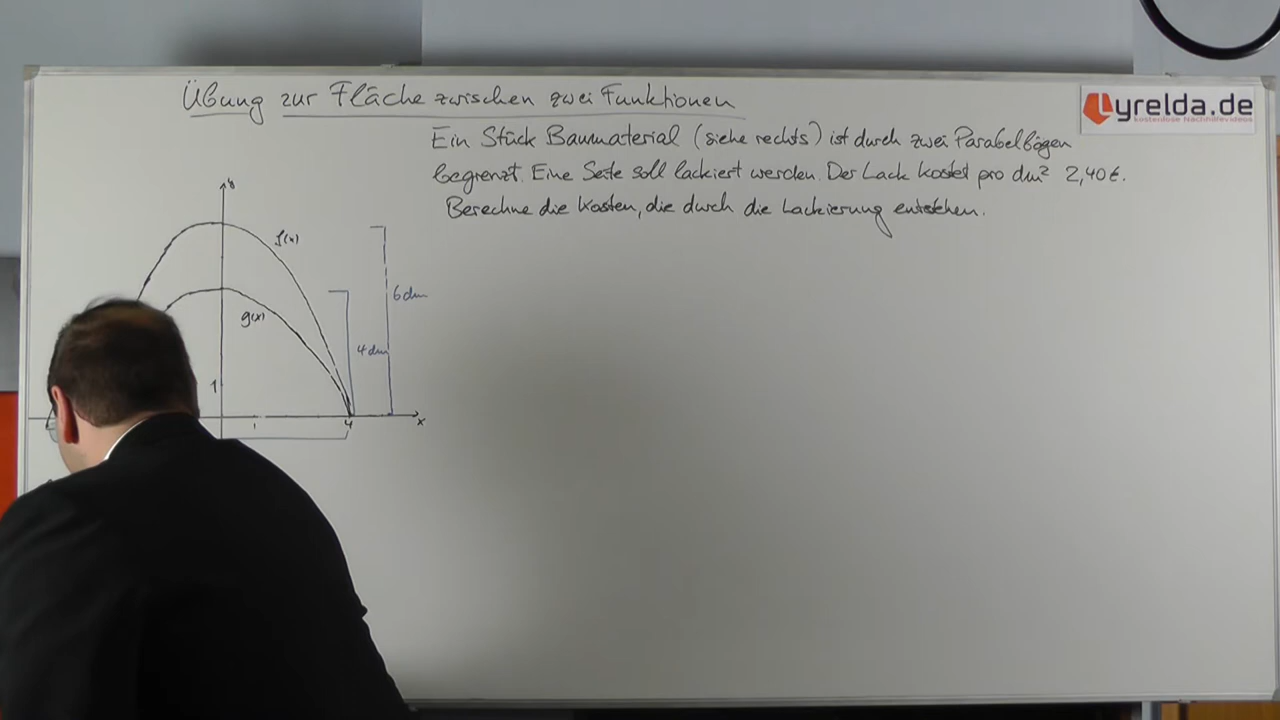 Übung zur Fläche zwischen zwei Funktionen
lyrelda.de
kostenlose Nachhilfevideos
Ein Stück Baumaterial (siehe rechts) ist durch zwei Parabelbögen
begrenzt. Eine Seite soll lackiert werden. Der Lack kostet pro dm² 2,40€.
Berechne die Kosten, die durch die Lackierung entstehen.
y
f(x)
6 dm
g(x)
4 dm
1
1
4
x